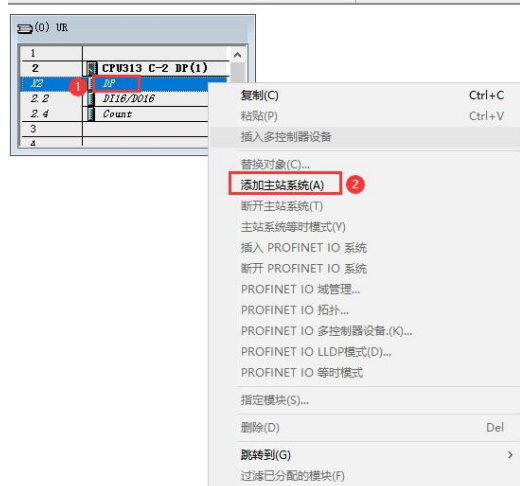 (0) UR
1
2 CPU313 C-2 DP(1)
X2 DP
2.2 DI16/DO16
2.4 Count
3
4
1
复制(C) Ctrl+C
粘贴(P) Ctrl+V
插入多控制器设备
替换对象(C)...
添加主站系统(A) 2
断开主站系统(T)
主站系统等时模式(Y)
插入 PROFINET IO 系统
断开 PROFINET IO 系统
PROFINET IO 域管理...
PROFINET IO 拓扑...
PROFINET IO 多控制器设备.(K)...
PROFINET IO LLDP模式(D)...
PROFINET IO 等时模式
指定模块(S)...
删除(D) Del
跳转到(G) >
过滤已分配的模块(F)